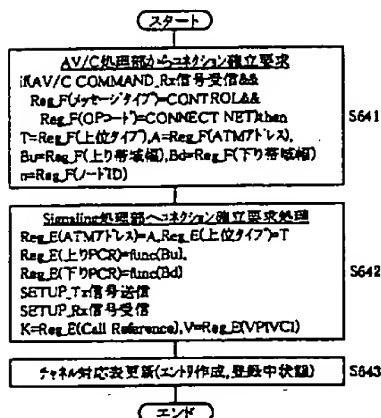 スタート
AV/C処理部からコネクション確立要求
if(AV/C COMMAND_Rx信号受信&&
Reg_F(メッセージタイプ)=CONTROL&&
Reg_F(OPコード)=CONNECT NET)then
T=Reg_F(上位タイプ),A=Reg_F(ATMアドレス),
Bu=Reg_F(上り帯域幅),Bd=Reg_F(下り帯域幅)
n=Reg_F(ノードID)
S641
Signaling処理部へコネクション確立要求処理
Reg_E(ATMアドレス)=A,Reg_E(上位タイプ)=T
Reg_E(上りPCR)=func(Bu),
Reg_E(下りPCR)=func(Bd)
SETUP_Tx信号送信
SETUP_Rx信号受信
K=Reg_E(Call Reference),V=Reg_E(VPIVCI)
S642
チャネル対応表更新(エントリ作成,登録中状態)
S643
エンド